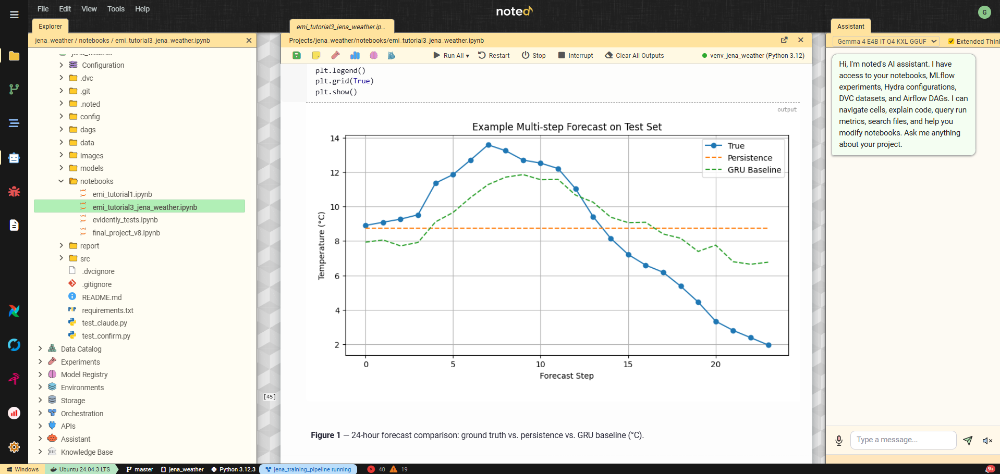 File Edit View Tools Help
noted
G
Explorer
jena_weather / notebooks / emi_tutorial3_jena_weather.ipynb
jena_weather
Configuration
.dvc
.git
.noted
config
dags
data
images
models
notebooks
emi_tutorial1.ipynb
emi_tutorial3_jena_weather.ipynb
evidently_tests.ipynb
final_project_v8.ipynb
report
src
.dvcignore
.gitignore
README.md
requirements.txt
test_claude.py
test_confirm.py
Data Catalog
Experiments
Model Registry
Environments
Storage
Orchestration
APIs
Assistant
Knowledge Base
emi_tutorial3_jena_weather.ip...
Projects/jena_weather/notebooks/emi_tutorial3_jena_weather.ipynb
Run All Restart Stop Interrupt Clear All Outputs venv_jena_weather (Python 3.12)
plt.legend()
plt.grid(True)
plt.show()
output
Example Multi-step Forecast on Test Set
True
Persistence
GRU Baseline
Temperature (°C)
14
12
10
8
6
4
2
0 5 10 15 20
Forecast Step
[45]
Figure 1 — 24-hour forecast comparison: ground truth vs. persistence vs. GRU baseline (°C).
Assistant
Gemma 4 E4B IT Q4 KXL GGUF Extended Thin
Hi, I'm noted's AI assistant. I have
access to your notebooks, MLflow
experiments, Hydra configurations,
DVC datasets, and Airflow DAGs. I can
navigate cells, explain code, query run
metrics, search files, and help you
modify notebooks. Ask me anything
about your project.
Type a message...
Windows Ubuntu 24.04.3 LTS master jena_weather Python 3.12.3 jena_training_pipeline running 40 19 9+